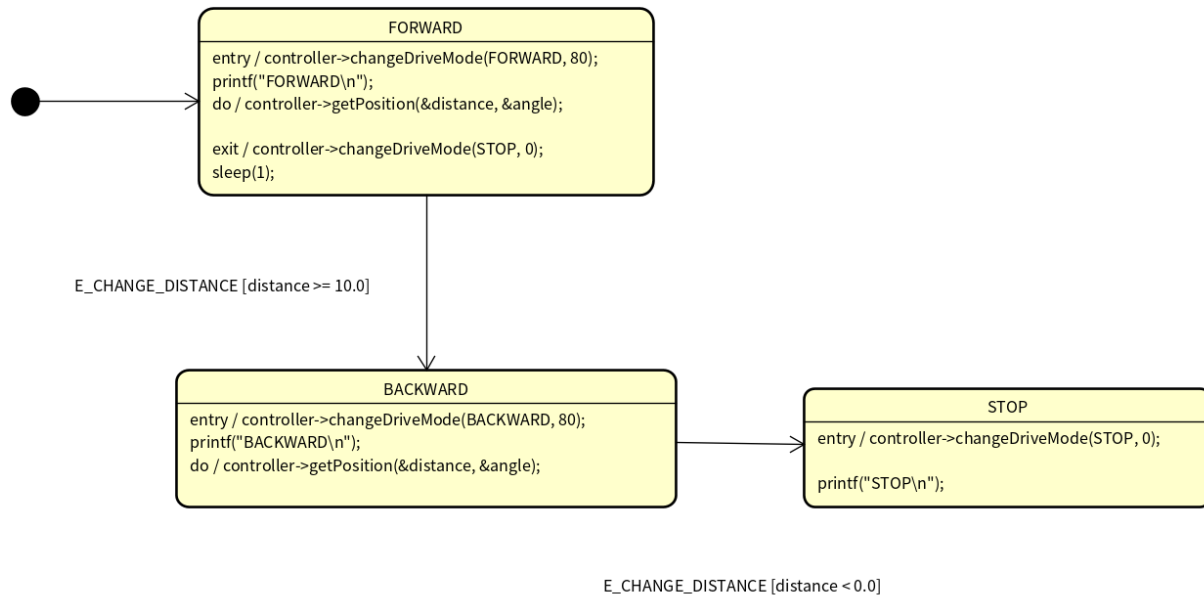 FORWARD
entry / controller->changeDriveMode(FORWARD, 80);
printf("FORWARD\n");
do / controller->getPosition(&distance, &angle);
exit / controller->changeDriveMode(STOP, 0);
sleep(1);
E_CHANGE_DISTANCE [distance >= 10.0]
BACKWARD
entry / controller->changeDriveMode(BACKWARD, 80);
printf("BACKWARD\n");
do / controller->getPosition(&distance, &angle);
STOP
entry / controller->changeDriveMode(STOP, 0);
printf("STOP\n");
E_CHANGE_DISTANCE [distance < 0.0]